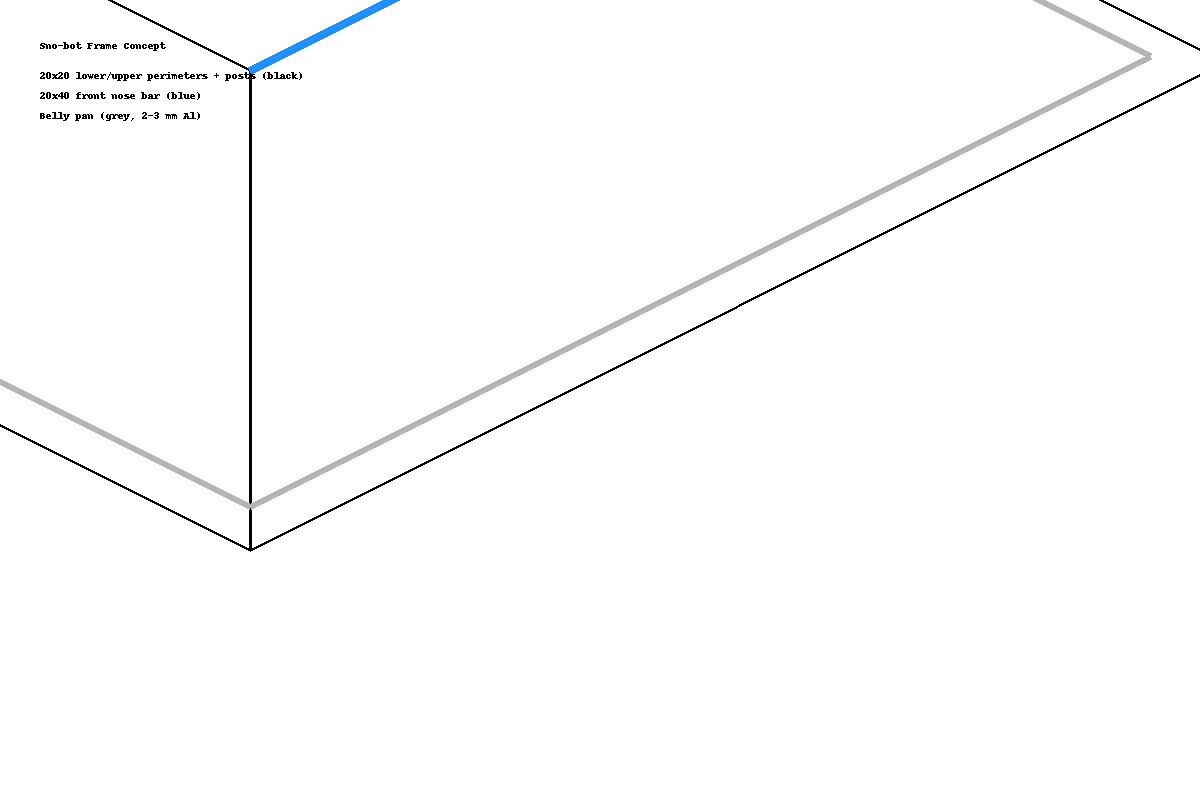 Sno-bot Frame Concept
20x20 lower/upper perimeters + posts (black)
20x40 front nose bar (blue)
Belly pan (grey, 2-3 mm Al)